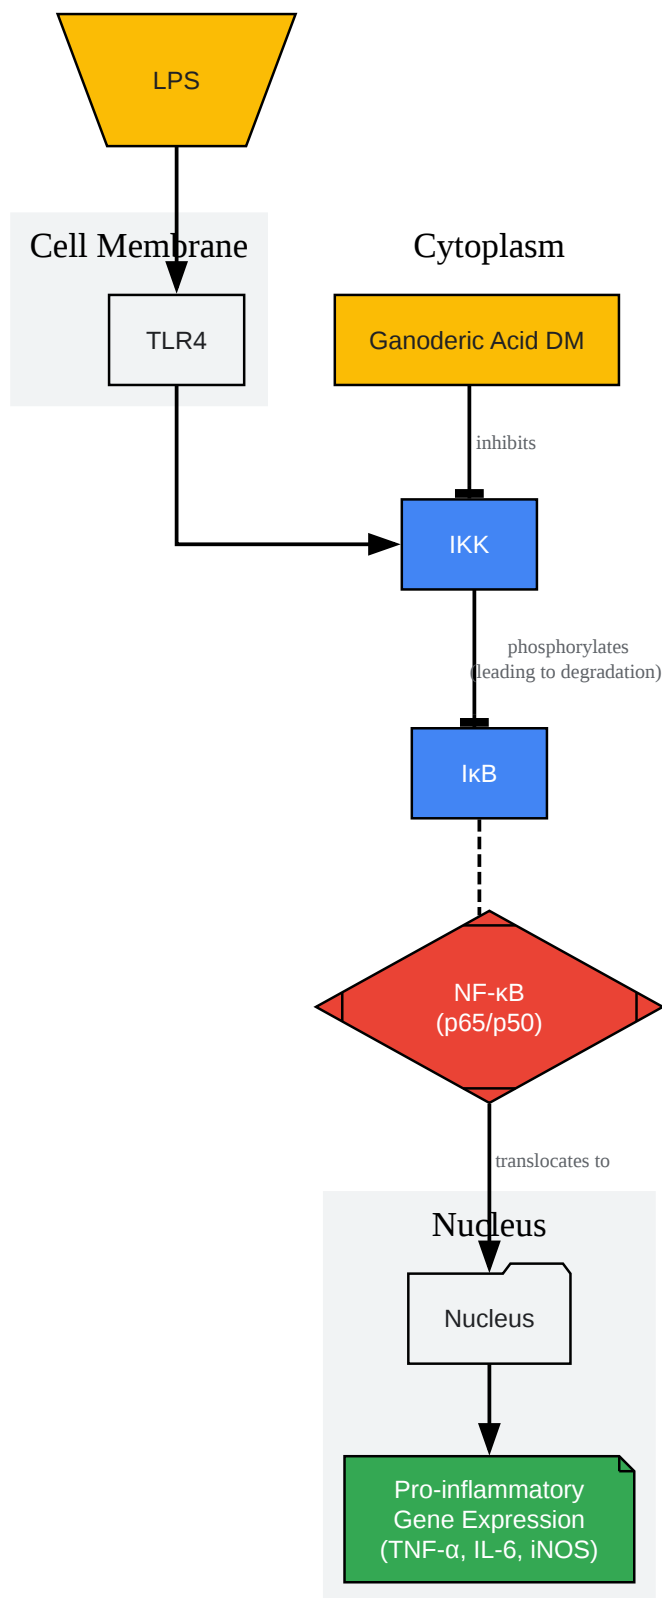 LPS
Cell Membrane
Cytoplasm
TLR4
Ganoderic Acid DM
inhibits
IKK
phosphorylates
(leading to degradation)
IκB
NF-κB
(p65/p50)
translocates to
Nucleus
Nucleus
Pro-inflammatory
Gene Expression
(TNF-α, IL-6, iNOS)